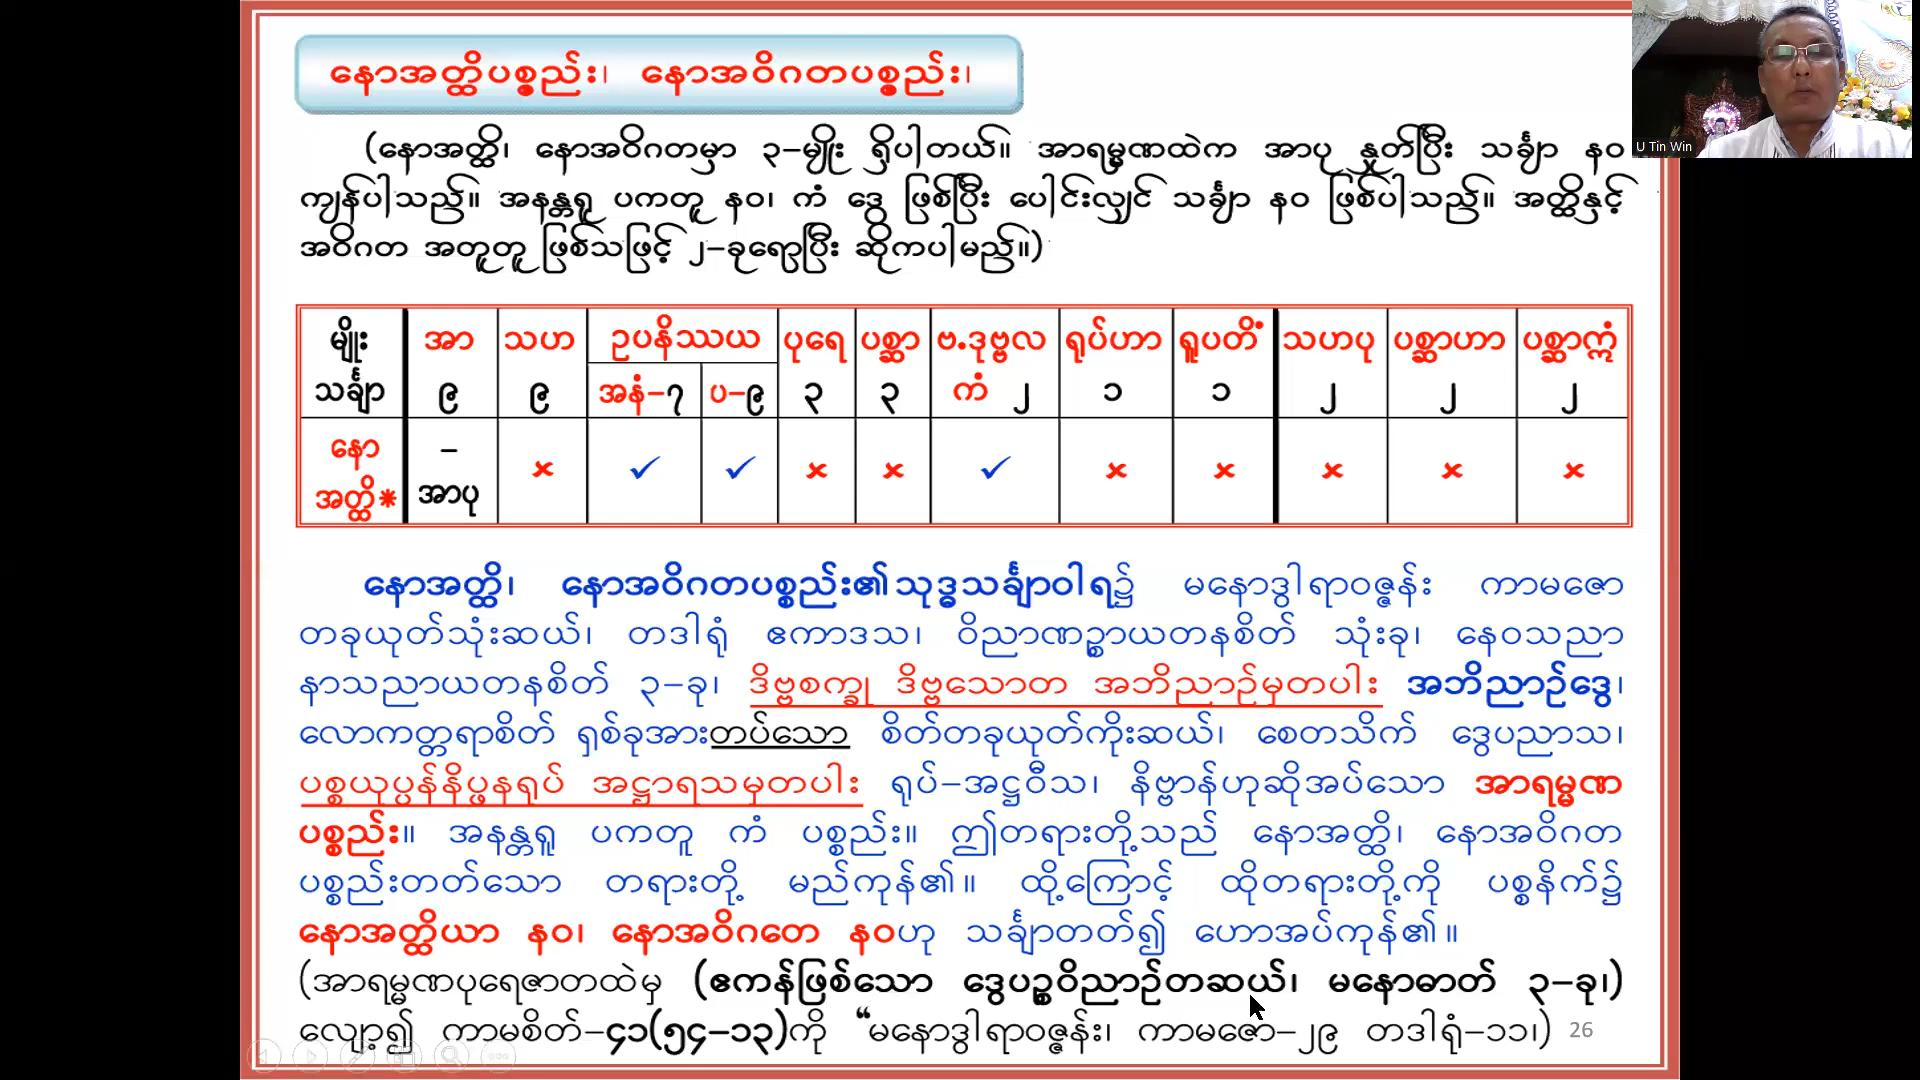 နောအတ္ထိပစ္စည်း၊ နောအဝိဂတပစ္စည်း၊
U Tin Win
(နောအတ္ထိ၊ နောအဝိဂတမှာ ၃–မျိုး ရှိပါတယ်။ အာရမ္မဏထဲက အာပု နှုတ်ပြီး သင်္ချာ နဝ
ကျန်ပါသည်။ အနန္တရူ ပကတူ နဝ၊ ကံ ဒွေ ဖြစ်ပြီး ပေါင်းလျှင် သင်္ချာ နဝ ဖြစ်ပါသည်။ အတ္ထိနှင့်
အဝိဂတ အတူတူ ဖြစ်သဖြင့် ၂–ခုရောပြီး ဆိုကပါမည်။)
မျိုး အာ သဟ ဥပနိဿယ ပုရေ ပစ္ဆာ ဗ.ဒုဗ္ဗလ ရုပ်ဟာ ရူပတိံ သဟပု ပစ္ဆာဟာ ပစ္ဆာဣံ
သင်္ချာ ၉ ၉ အနံ–၇ ပ–၉ ၃ ၃ ကံ ၂ ၁ ၁ ၂ ၂ ၂
နော – × ✓ ✓ × × ✓ × × × × ×
အတ္ထိ* အာပု
နောအတ္ထိ၊ နောအဝိဂတပစ္စည်း၏သုဒ္ဓသင်္ချာဝါရ၌ မနောဒွါရာဝဇ္ဇန်း ကာမဇော
တခုယုတ်သုံးဆယ်၊ တဒါရုံ ဧကာဒသ၊ ဝိညာဏဉ္စာယတနစိတ် သုံးခု၊ နေဝသညာ
နာသညာယတနစိတ် ၃–ခု၊ ဒိဗ္ဗစက္ခု ဒိဗ္ဗသောတ အဘိညာဉ်မှတပါး အဘိညာဉ်ဒွေ၊
လောကတ္တရာစိတ် ရှစ်ခုအားတပ်သော စိတ်တခုယုတ်ကိုးဆယ်၊ စေတသိက် ဒွေပညာသ၊
ပစ္စယုပ္ပန်နိပ္ဖနရုပ် အဋ္ဌာရသမှတပါး ရုပ်–အဋ္ဌဝီသ၊ နိဗ္ဗာန်ဟုဆိုအပ်သော အာရမ္မဏ
ပစ္စည်း။ အနန္တရူ ပကတူ ကံ ပစ္စည်း။ ဤတရားတို့သည် နောအတ္ထိ၊ နောအဝိဂတ
ပစ္စည်းတတ်သော တရားတို့ မည်ကုန်၏။ ထို့ကြောင့် ထိုတရားတို့ကို ပစ္စနိက်၌
နောအတ္ထိယာ နဝ၊ နောအဝိဂတေ နဝဟု သင်္ချာတတ်၍ ဟောအပ်ကုန်၏။
(အာရမ္မဏပုရေဇာတထဲမှ (ဧကန်ဖြစ်သော ဒွေပဉ္စဝိညာဉ်တဆယ်၊ မနောဓာတ် ၃–ခု၊)
လျော့၍ ကာမစိတ်–၄၁(၅၄–၁၃)ကို “မနောဒွါရာဝဇ္ဇန်း၊ ကာမဇော–၂၉ တဒါရုံ–၁၁၊) 26